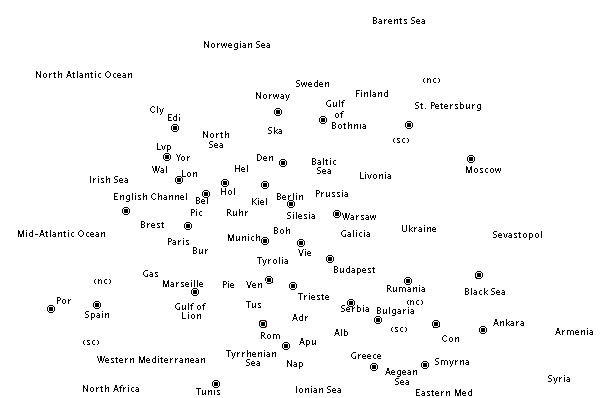 Barents Sea
Norwegian Sea
North Atlantic Ocean
(nc)
Sweden
Finland
Norway
Gulf
of
Bothnia
St. Petersburg
Cly
Edi
Ska
North
Sea
(sc)
Lvp
Yor
Den
Baltic
Sea
Wal
Lon
Hel
Livonia
Moscow
Irish Sea
Hol
English Channel
Bel
Kiel
Berlin
Prussia
Pic
Ruhr
Silesia
Warsaw
Brest
Ukraine
Mid-Atlantic Ocean
Paris
Munich
Boh
Galicia
Sevastopol
Bur
Vie
Tyrolia
Budapest
Gas
(nc)
Marseille
Pie
Ven
Rumania
Black Sea
Por
Spain
Gulf of
Lion
Tus
Trieste
Serbia
(nc)
Bulgaria
Adr
(sc)
Ankara
Armenia
Rom
Alb
Con
(sc)
Apu
Western Mediterranean
Tyrrhenian
Sea
Nap
Greece
Smyrna
Aegean
Sea
Syria
North Africa
Tunis
Ionian Sea
Eastern Med